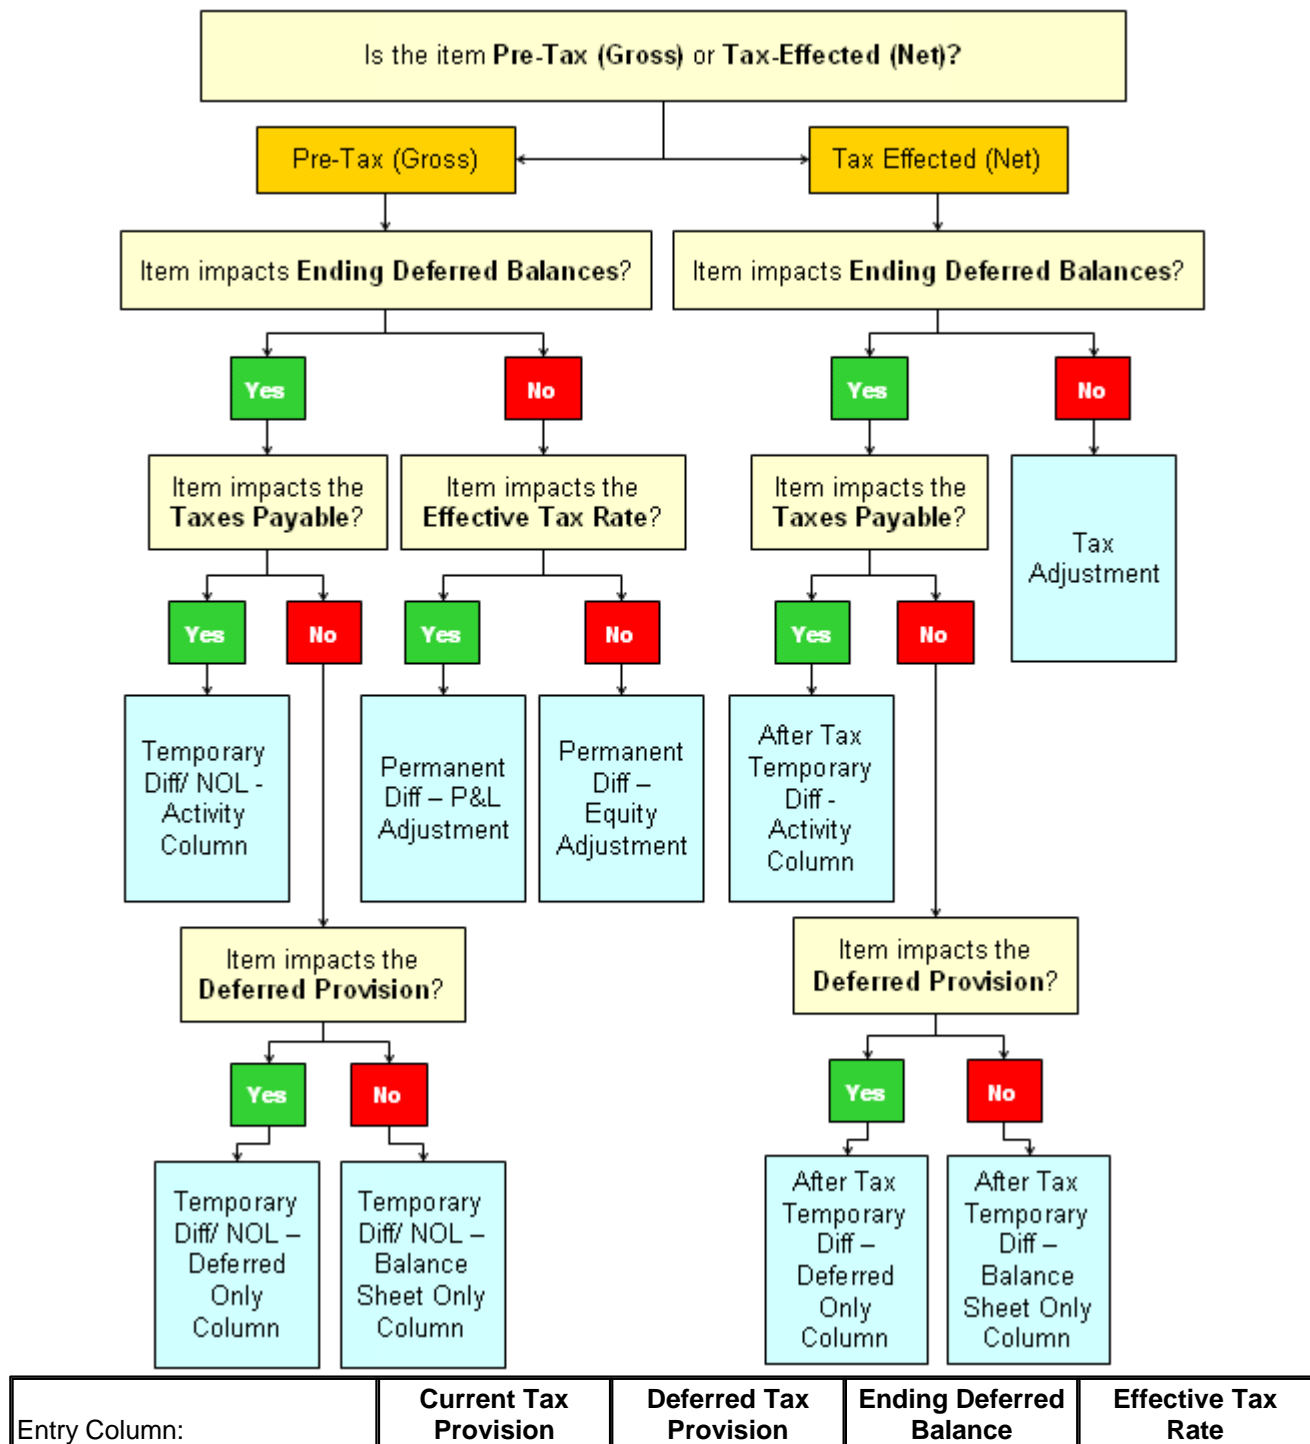 Is the item Pre-Tax (Gross) or Tax-Effected (Net)?
Pre-Tax (Gross)
Tax Effected (Net)
Item impacts Ending Deferred Balances?
Item impacts Ending Deferred Balances?
Yes
No
Yes
No
Item impacts the
Taxes Payable?
Item impacts the
Effective Tax Rate?
Item impacts the
Taxes Payable?
Tax
Adjustment
Yes
No
Yes
No
Yes
No
Temporary
Diff/ NOL -
Activity
Column
Permanent
Diff – P&L
Adjustment
Permanent
Diff –
Equity
Adjustment
After Tax
Temporary
Diff -
Activity
Column
Item impacts the
Deferred Provision?
Item impacts the
Deferred Provision?
Yes
No
Yes
No
Temporary
Diff/ NOL –
Deferred
Only
Column
Temporary
Diff/ NOL –
Balance
Sheet Only
Column
After Tax
Temporary
Diff –
Deferred
Only
Column
After Tax
Temporary
Diff –
Balance
Sheet Only
Column
Entry Column:
Current Tax
Provision
Deferred Tax
Provision
Ending Deferred
Balance
Effective Tax
Rate